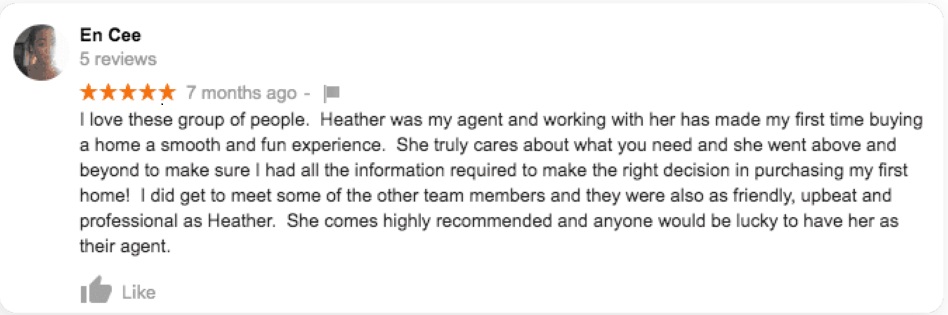 En Cee
5 reviews
7 months ago -
I love these group of people.  Heather was my agent and working with her has made my first time buying
a home a smooth and fun experience.  She truly cares about what you need and she went above and
beyond to make sure I had all the information required to make the right decision in purchasing my first
home!  I did get to meet some of the other team members and they were also as friendly, upbeat and
professional as Heather.  She comes highly recommended and anyone would be lucky to have her as
their agent.
Like